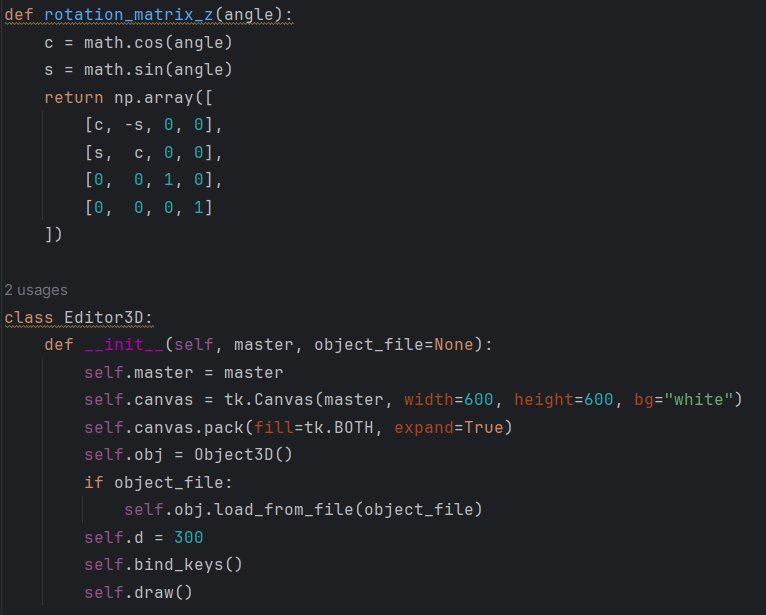 def rotation_matrix_z(angle):
    c = math.cos(angle)
    s = math.sin(angle)
    return np.array([
        [c, -s, 0, 0],
        [s,  c, 0, 0],
        [0,  0, 1, 0],
        [0,  0, 0, 1]
    ])
2 usages
class Editor3D:
    def __init__(self, master, object_file=None):
        self.master = master
        self.canvas = tk.Canvas(master, width=600, height=600, bg="white")
        self.canvas.pack(fill=tk.BOTH, expand=True)
        self.obj = Object3D()
        if object_file:
            self.obj.load_from_file(object_file)
        self.d = 300
        self.bind_keys()
        self.draw()